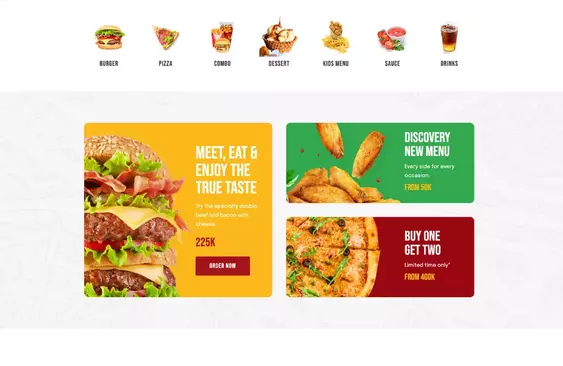 BURGER
PIZZA
COMBO
DESSERT
KIDS MENU
SAUCE
DRINKS
MEET, EAT &
ENJOY THE
TRUE TASTE
Try the specialty double
beef and bacon with
cheese
225K
ORDER NOW
DISCOVERY
NEW MENU
Every side for every
occasion.
FROM 50K
BUY ONE
GET TWO
Limited time only*
FROM 400K